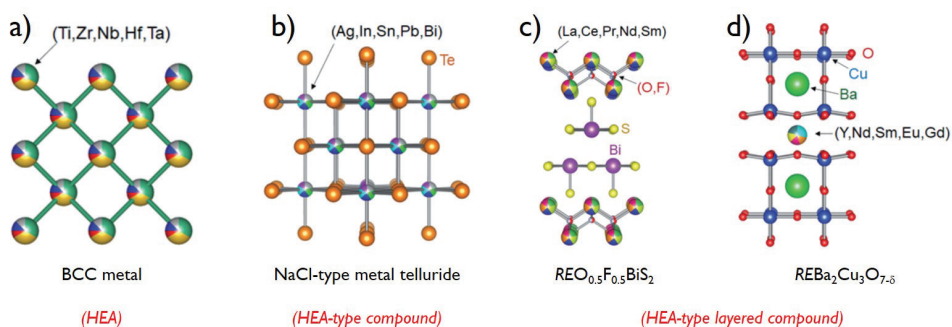 a)
(Ti,Zr,Nb,Hf,Ta)
BCC metal
(HEA)
b)
(Ag,In,Sn,Pb,Bi)
Te
NaCl-type metal telluride
(HEA-type compound)
c)
(La,Ce,Pr,Nd,Sm)
(O,F)
S
Bi
REO0.5F0.5BiS2
d)
O
Cu
Ba
(Y,Nd,Sm,Eu,Gd)
REBa2Cu3O7-δ
(HEA-type layered compound)